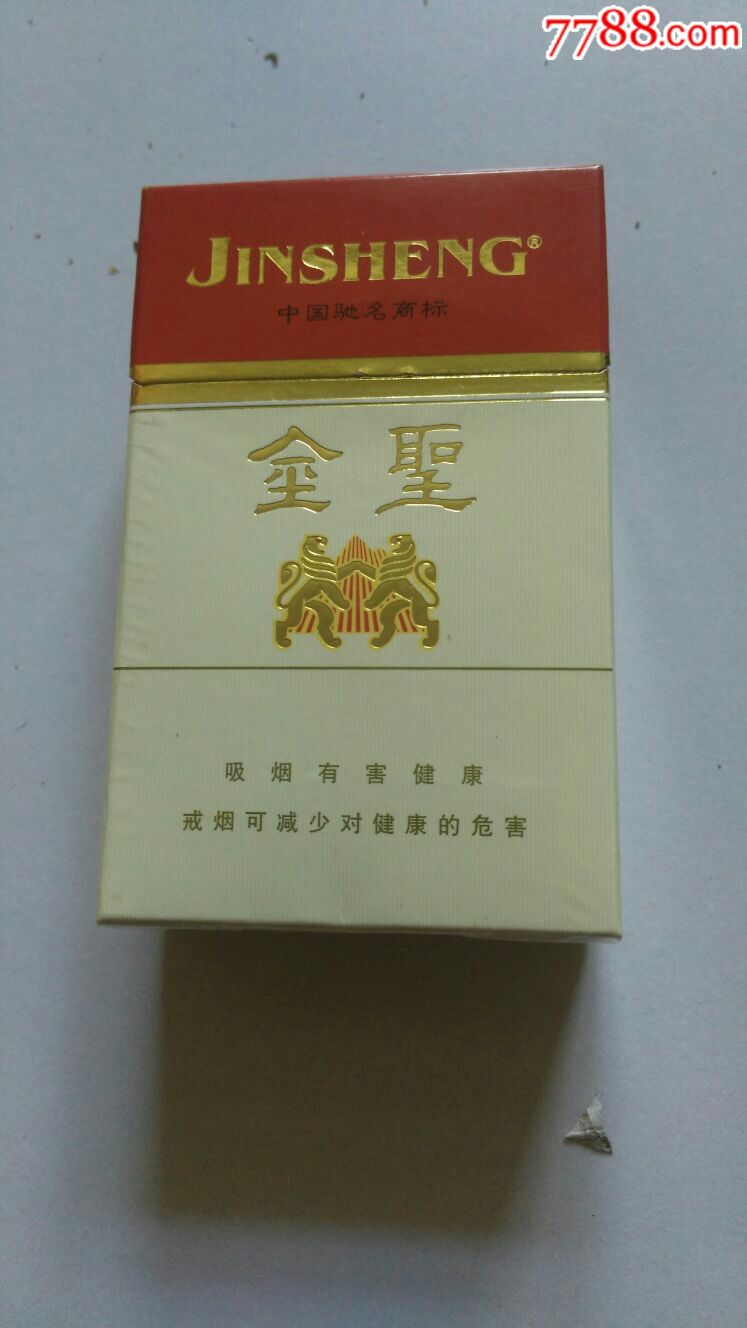 7788.com
JINSHENG®
中国驰名商标
金聖
吸烟有害健康
戒烟可减少对健康的危害